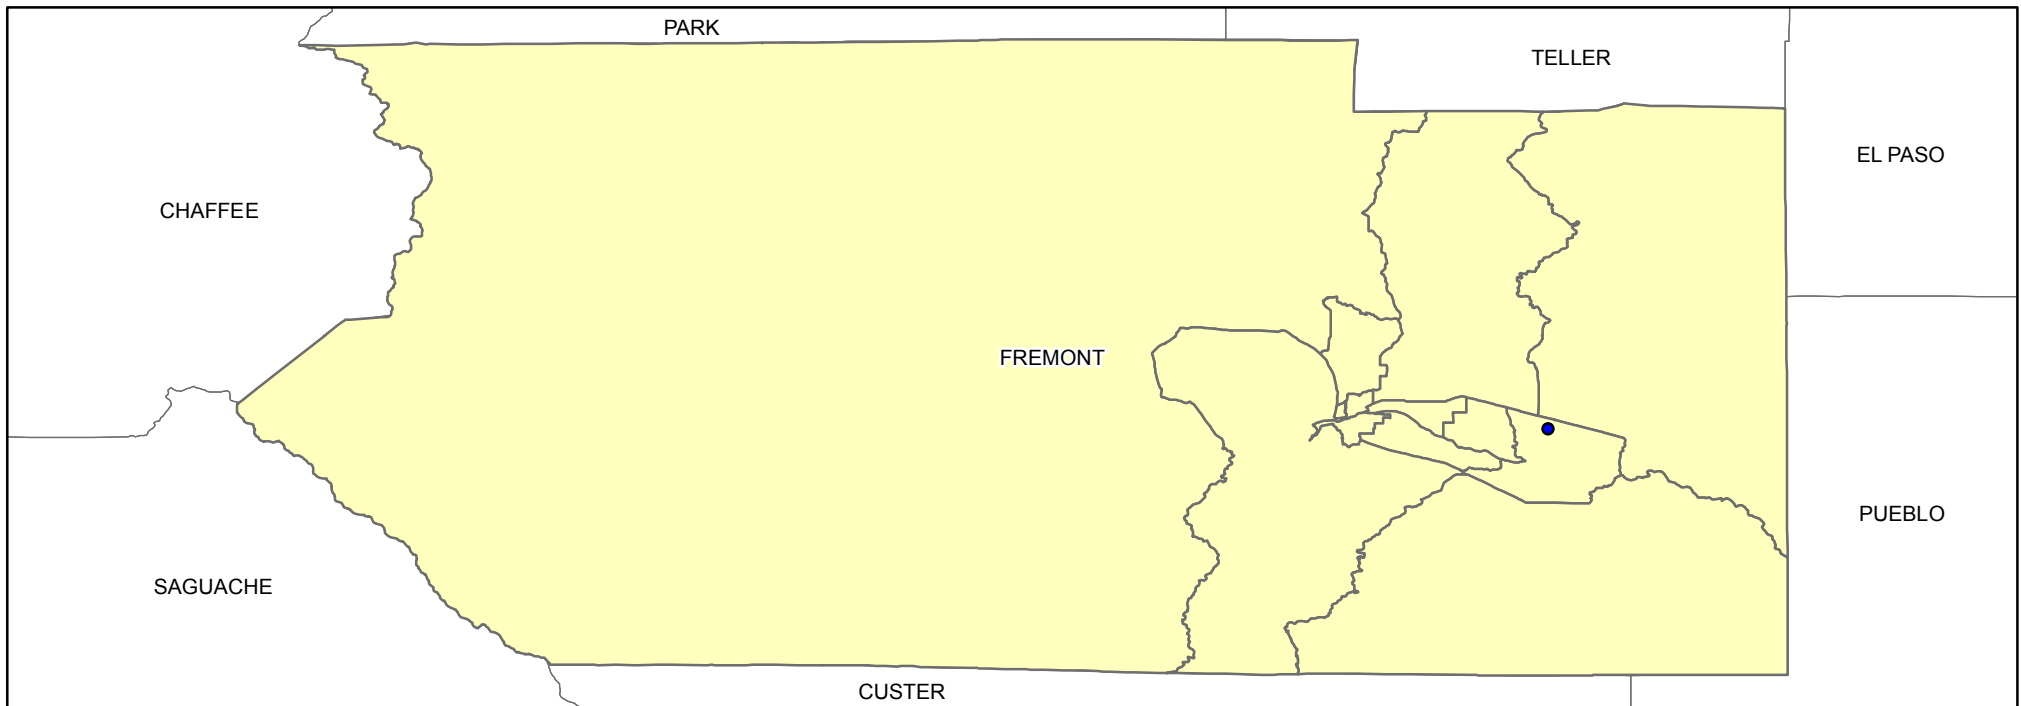 PARK
TELLER
EL PASO
CHAFFEE
FREMONT
PUEBLO
SAGUACHE
CUSTER